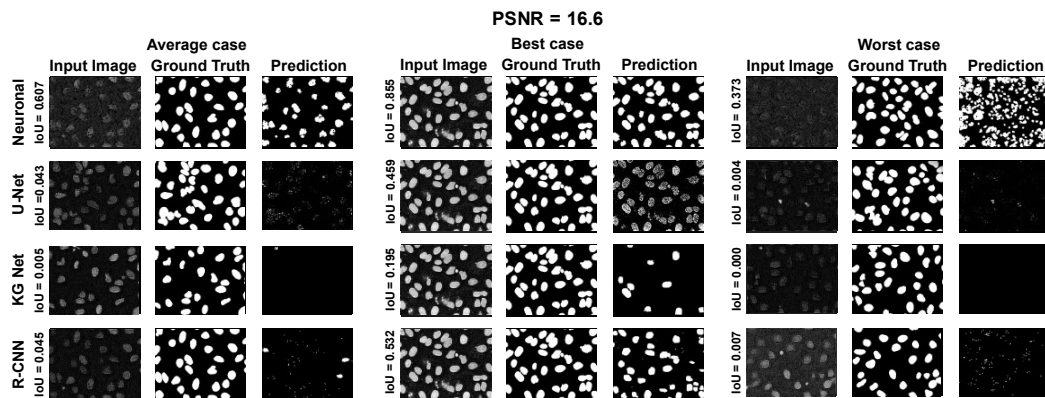 PSNR = 16.6
Average case
Best case
Worst case
Input Image Ground Truth Prediction
Input Image Ground Truth Prediction
Input Image Ground Truth Prediction
Neuronal
IoU = 0.607
IoU = 0.855
IoU = 0.373
U-Net
IoU =0.043
IoU = 0.459
IoU = 0.004
KG Net
IoU = 0.005
IoU = 0.195
IoU = 0.000
R-CNN
IoU = 0.045
IoU = 0.532
IoU = 0.007